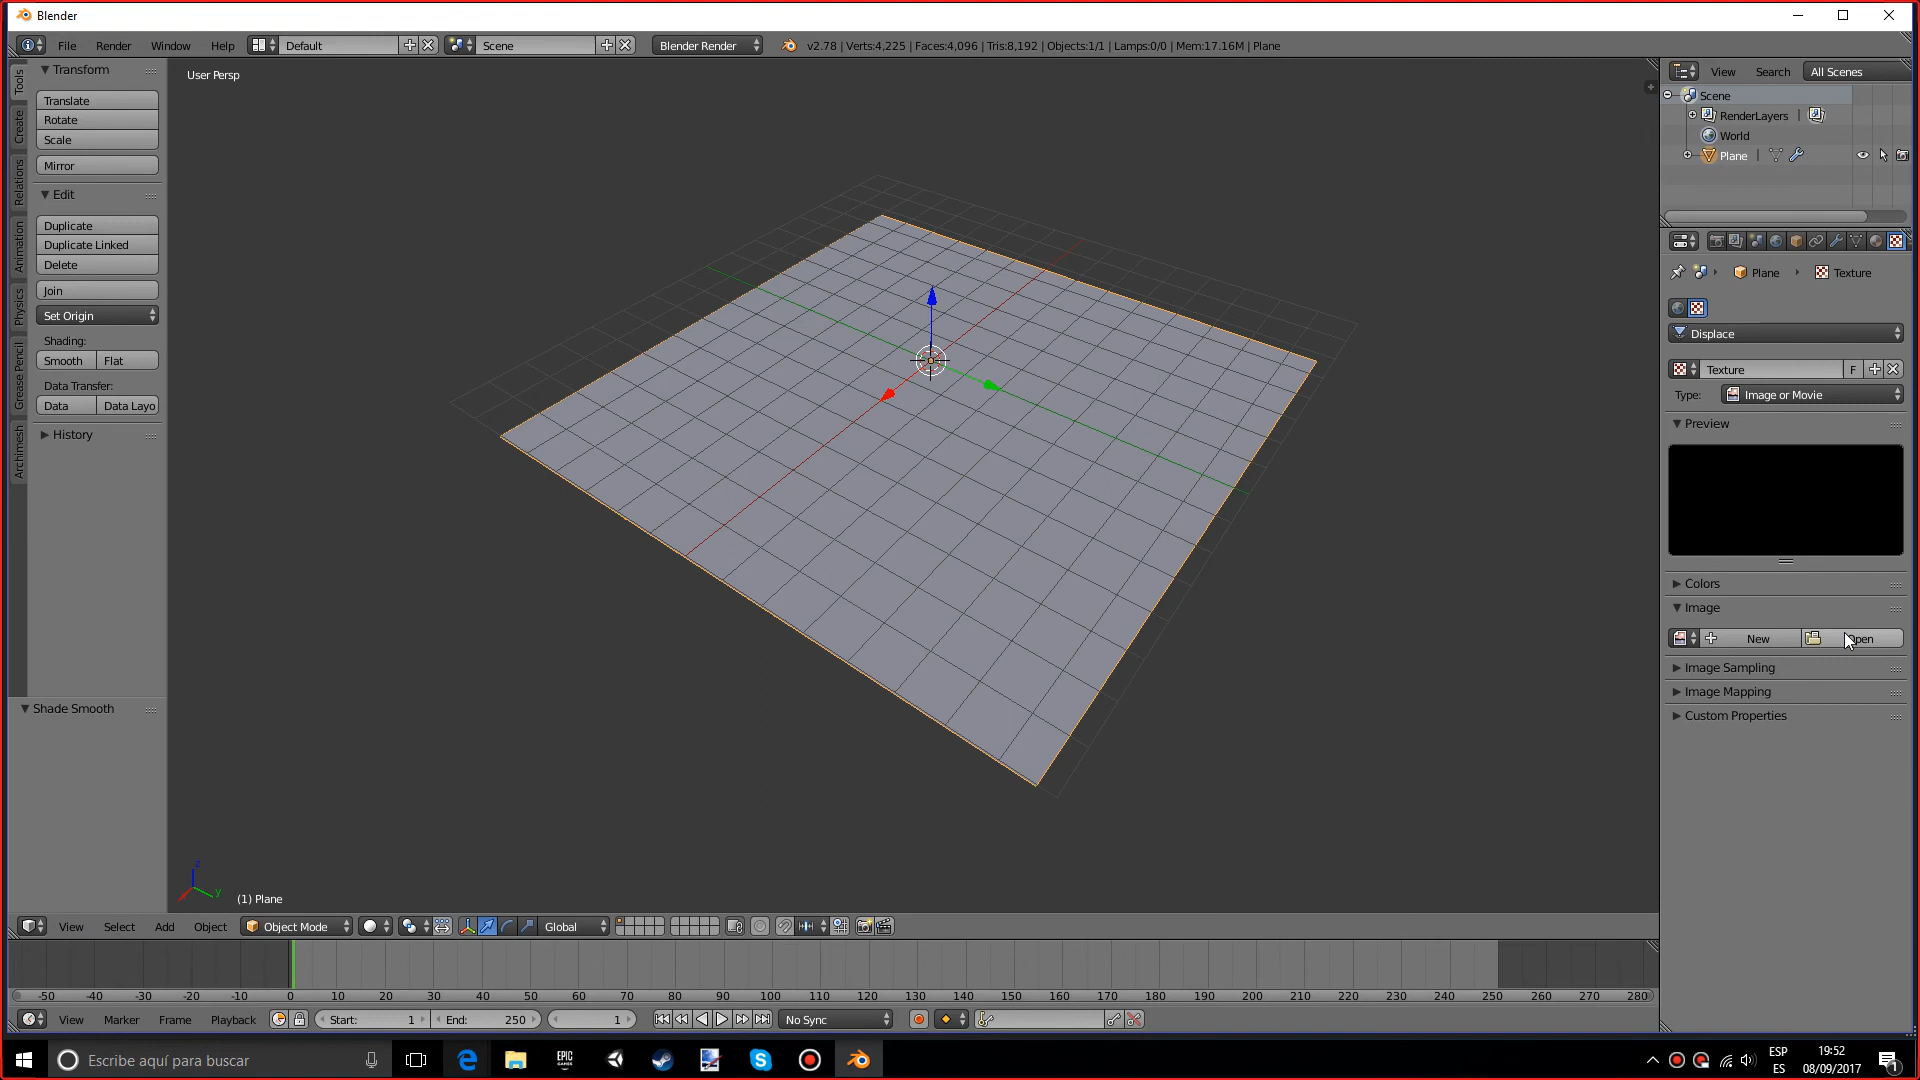 Blender
File Render Window Help Default Scene Blender Render v2.78 | Verts:4,225 | Faces:4,096 | Tris:8,192 | Objects:1/1 | Lamps:0/0 | Mem:17.16M | Plane
Tools
Create
Relations
Animation
Physics
Grease Pencil
Archimesh
Transform
Translate
Rotate
Scale
Mirror
Edit
Duplicate
Duplicate Linked
Delete
Join
Set Origin
Shading:
Smooth Flat
Data Transfer:
Data Data Layo
History
Shade Smooth
User Persp
z
y
(1) Plane
View Search All Scenes
Scene
RenderLayers |
World
Plane |
Plane Texture
Displace
Texture F
Type: Image or Movie
Preview
Colors
Image
New Open
Image Sampling
Image Mapping
Custom Properties
View Select Add Object Object Mode Global
-50 -40 -30 -20 -10 0 10 20 30 40 50 60 70 80 90 100 110 120 130 140 150 160 170 180 190 200 210 220 230 240 250 260 270 280
View Marker Frame Playback Start: 1 End: 250 1 No Sync
Escribe aquí para buscar EPIC GAMES ESP 19:52
ES 08/09/2017 1